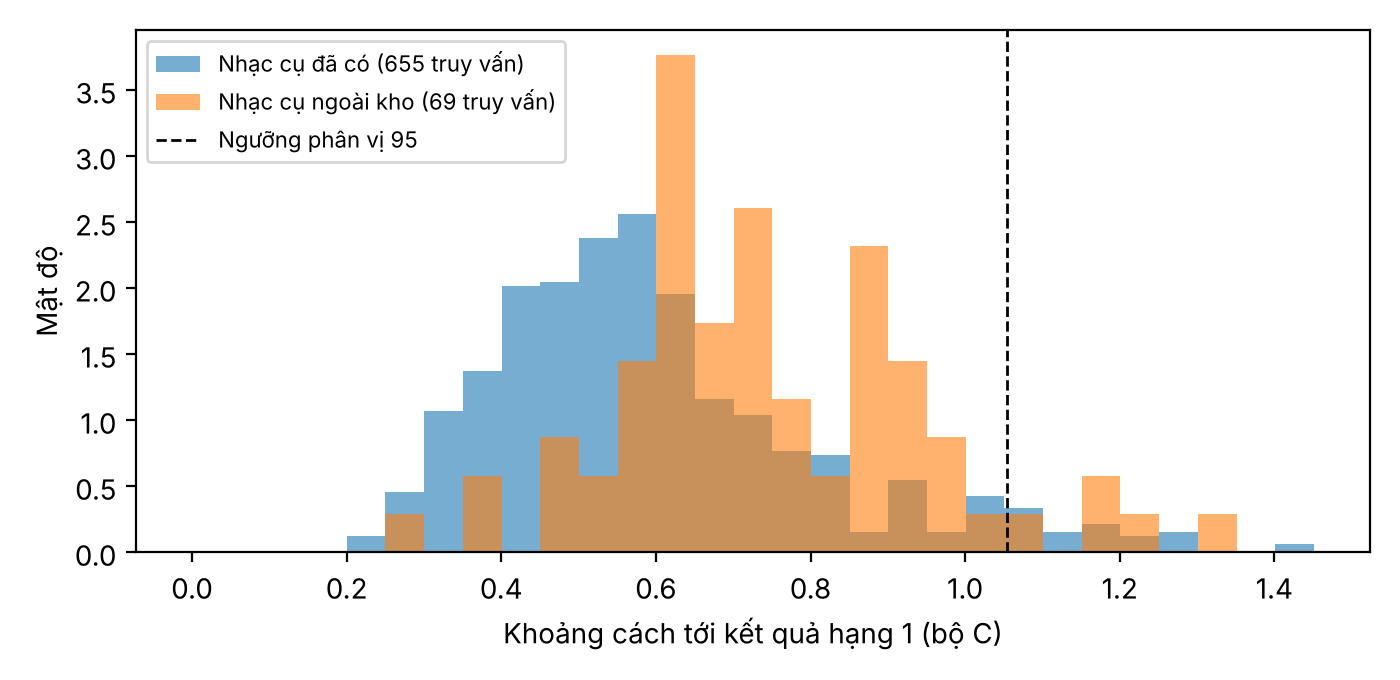 Nhạc cụ đã có (655 truy vấn)
Nhạc cụ ngoài kho (69 truy vấn)
Ngưỡng phân vị 95
Mật độ
3.5
3.0
2.5
2.0
1.5
1.0
0.5
0.0
0.0 0.2 0.4 0.6 0.8 1.0 1.2 1.4
Khoảng cách tới kết quả hạng 1 (bộ C)